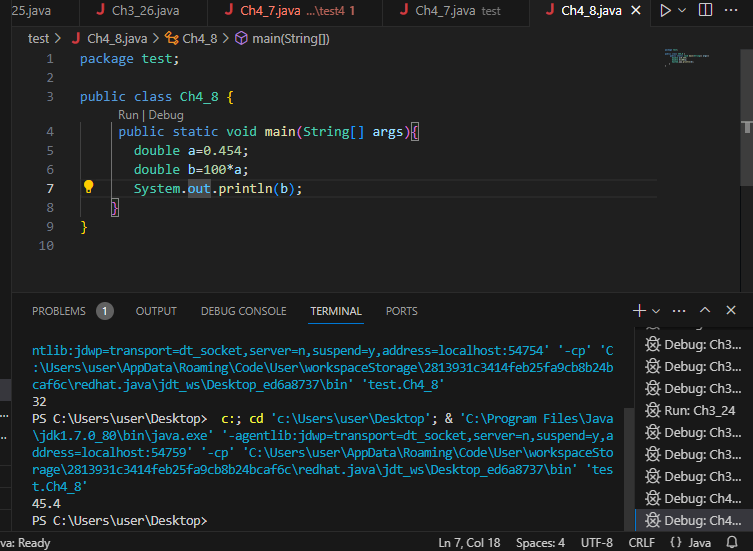 25.java Ch3_26.java Ch4_7.java ...\test4 1 Ch4_7.java test Ch4_8.java
test > Ch4_8.java > Ch4_8 > main(String[])
1 package test;
2
3 public class Ch4_8 {
Run | Debug
4 public static void main(String[] args){
5 double a=0.454;
6 double b=100*a;
7 System.out.println(b);
8 }
9 }
10
PROBLEMS 1 OUTPUT DEBUG CONSOLE TERMINAL PORTS
ntlib:jdwp=transport=dt_socket,server=n,suspend=y,address=localhost:54754' '-cp' 'C
:\Users\user\AppData\Roaming\Code\User\workspaceStorage\2813931c3414feb25fa9cb8b24b
caf6c\redhat.java\jdt_ws\Desktop_ed6a8737\bin' 'test.Ch4_8'
32
PS C:\Users\user\Desktop>  c:; cd 'c:\Users\user\Desktop'; & 'C:\Program Files\Java
\jdk1.7.0_80\bin\java.exe' '-agentlib:jdwp=transport=dt_socket,server=n,suspend=y,a
ddress=localhost:54759' '-cp' 'C:\Users\user\AppData\Roaming\Code\User\workspaceSto
rage\2813931c3414feb25fa9cb8b24bcaf6c\redhat.java\jdt_ws\Desktop_ed6a8737\bin' 'tes
t.Ch4_8'
45.4
PS C:\Users\user\Desktop>
Debug: Ch3...
Debug: Ch3...
Debug: Ch3...
Run: Ch3_24
Debug: Ch3...
Debug: Ch3...
Debug: Ch3...
Debug: Ch4...
Debug: Ch4...
va: Ready Ln 7, Col 18 Spaces: 4 UTF-8 CRLF {} Java